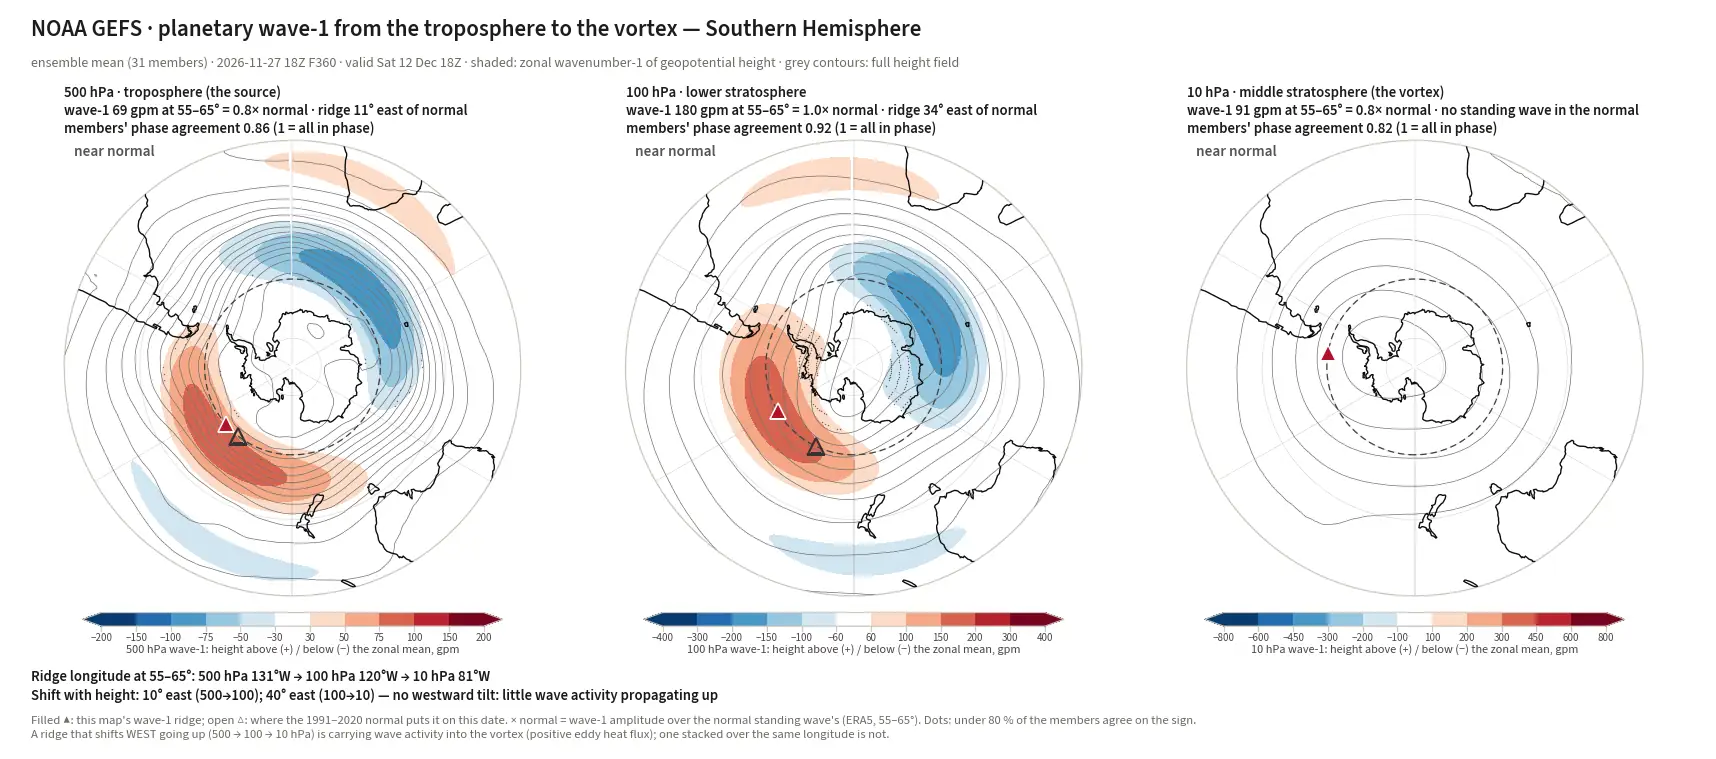 NOAA GEFS · planetary wave-1 from the troposphere to the vortex — Southern Hemisphere
ensemble mean (31 members) · 2026-11-27 18Z F360 · valid Sat 12 Dec 18Z · shaded: zonal wavenumber-1 of geopotential height · grey contours: full height field
500 hPa · troposphere (the source)
wave-1 69 gpm at 55–65° = 0.8× normal · ridge 11° east of normal
members' phase agreement 0.86 (1 = all in phase)
near normal
100 hPa · lower stratosphere
wave-1 180 gpm at 55–65° = 1.0× normal · ridge 34° east of normal
members' phase agreement 0.92 (1 = all in phase)
near normal
10 hPa · middle stratosphere (the vortex)
wave-1 91 gpm at 55–65° = 0.8× normal · no standing wave in the normal
members' phase agreement 0.82 (1 = all in phase)
near normal
−200 −150 −100 −75 −50 −30 30 50 75 100 150 200
500 hPa wave-1: height above (+) / below (−) the zonal mean, gpm
−400 −300 −200 −150 −100 −60 60 100 150 200 300 400
100 hPa wave-1: height above (+) / below (−) the zonal mean, gpm
−800 −600 −450 −300 −200 −100 100 200 300 450 600 800
10 hPa wave-1: height above (+) / below (−) the zonal mean, gpm
Ridge longitude at 55–65°: 500 hPa 131°W → 100 hPa 120°W → 10 hPa 81°W
Shift with height: 10° east (500→100); 40° east (100→10) — no westward tilt: little wave activity propagating up
Filled ▲: this map's wave-1 ridge; open △: where the 1991–2020 normal puts it on this date. × normal = wave-1 amplitude over the normal standing wave's (ERA5, 55–65°). Dots: under 80 % of the members agree on the sign.
A ridge that shifts WEST going up (500 → 100 → 10 hPa) is carrying wave activity into the vortex (positive eddy heat flux); one stacked over the same longitude is not.